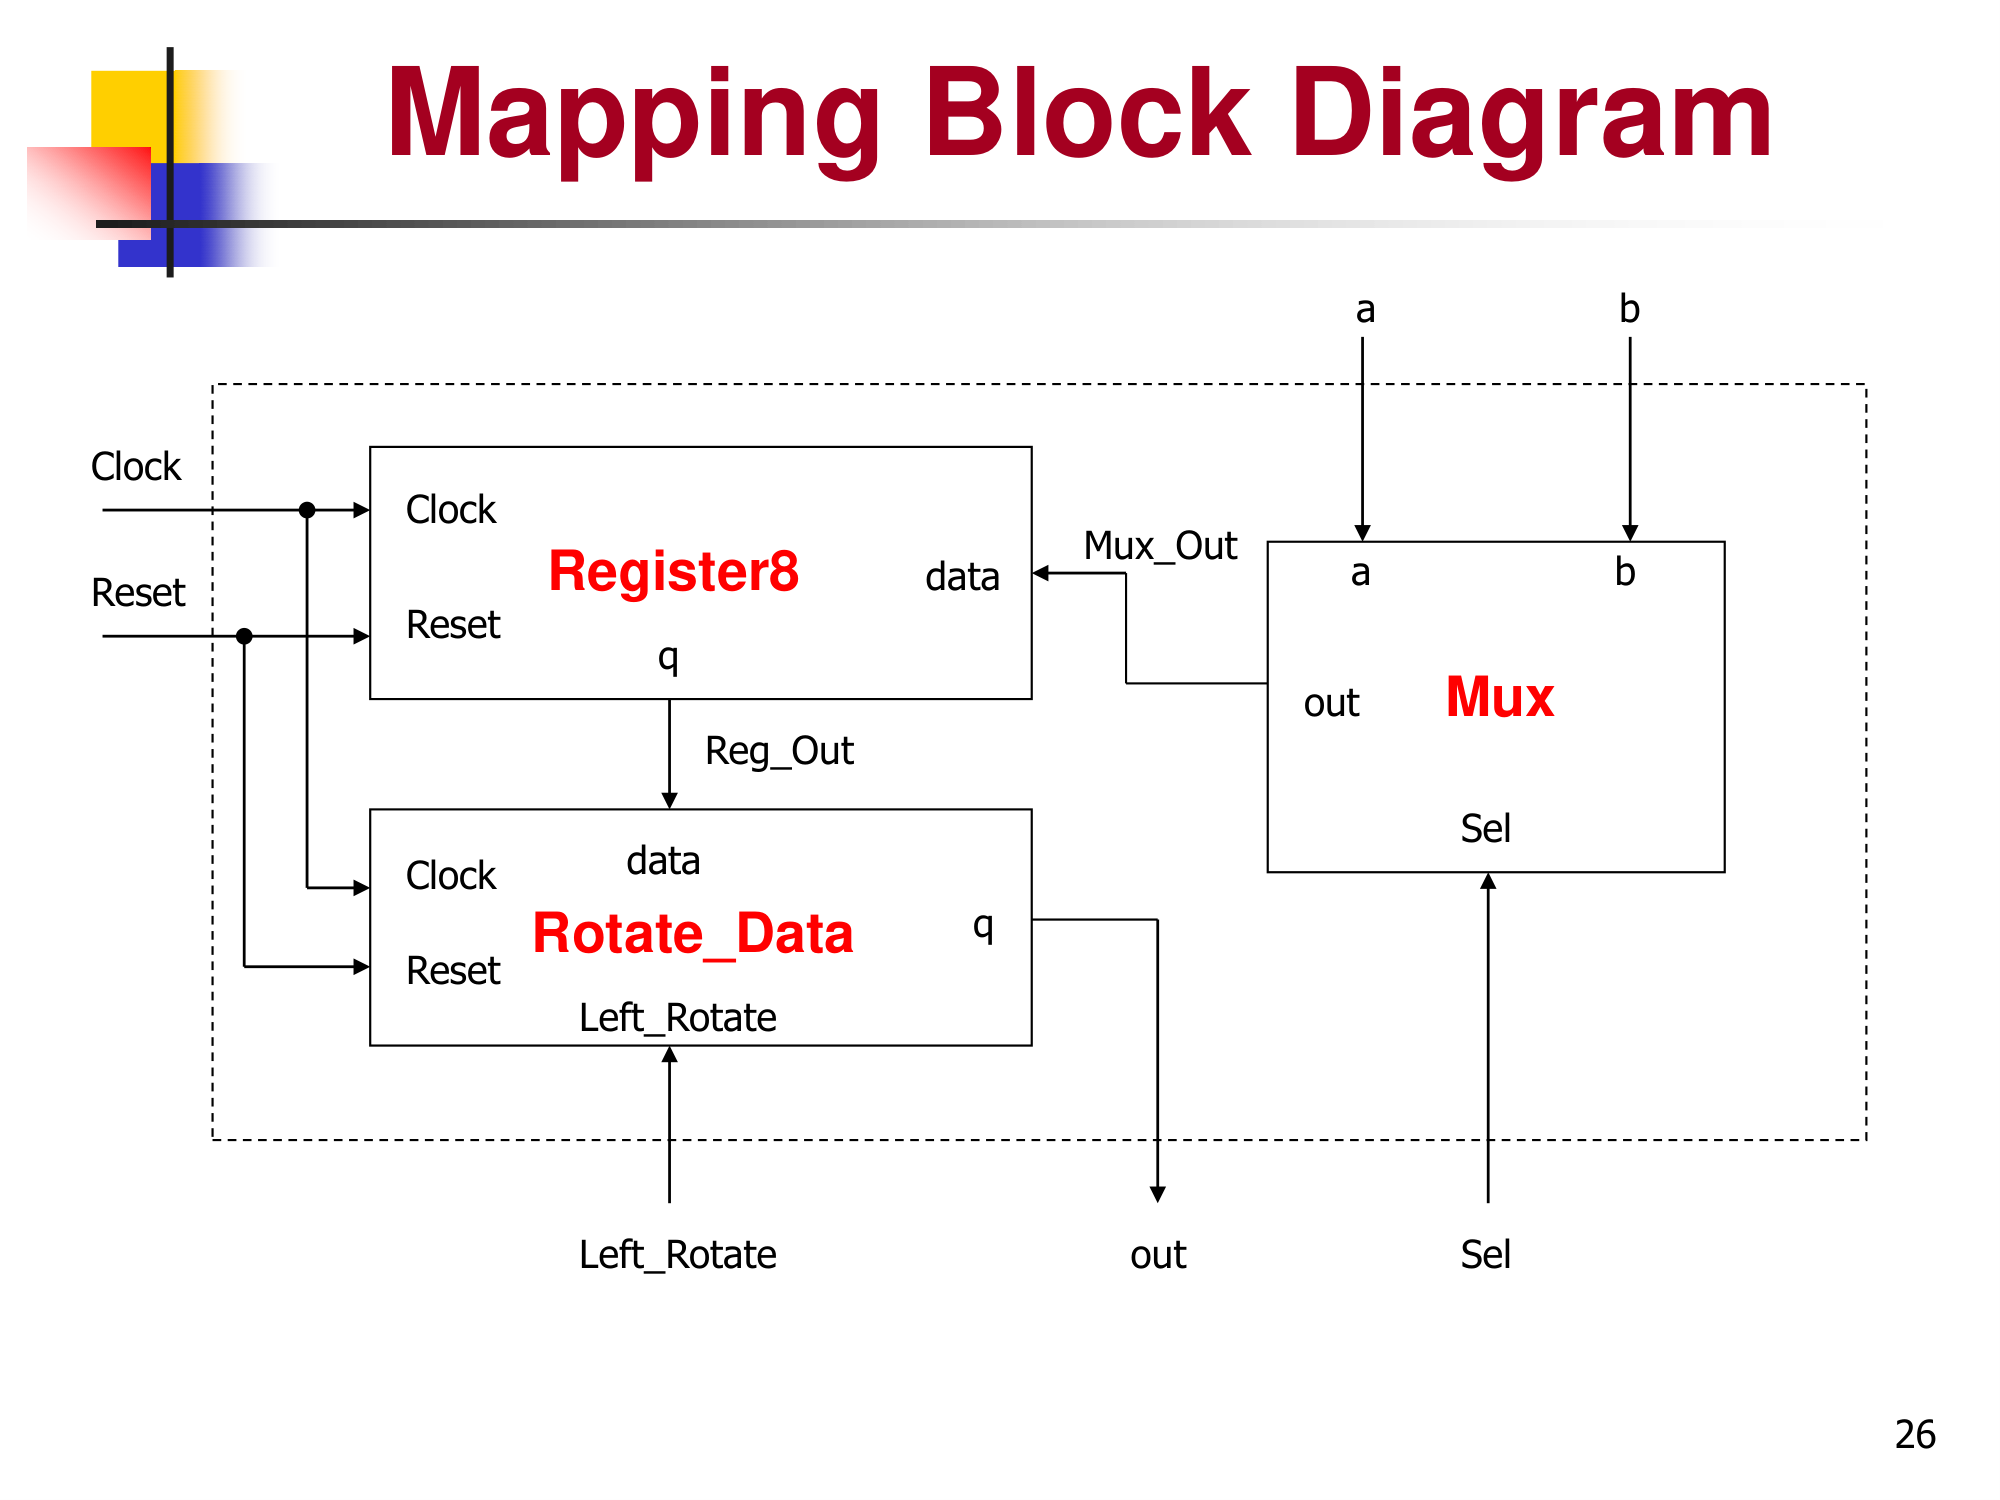 Mapping Block Diagram
a
b
Clock
Clock
Register8
Mux_Out
data
a
b
Reset
Reset
q
out
Mux
Reg_Out
Sel
data
Clock
Rotate_Data
q
Reset
Left_Rotate
Left_Rotate
out
Sel
26